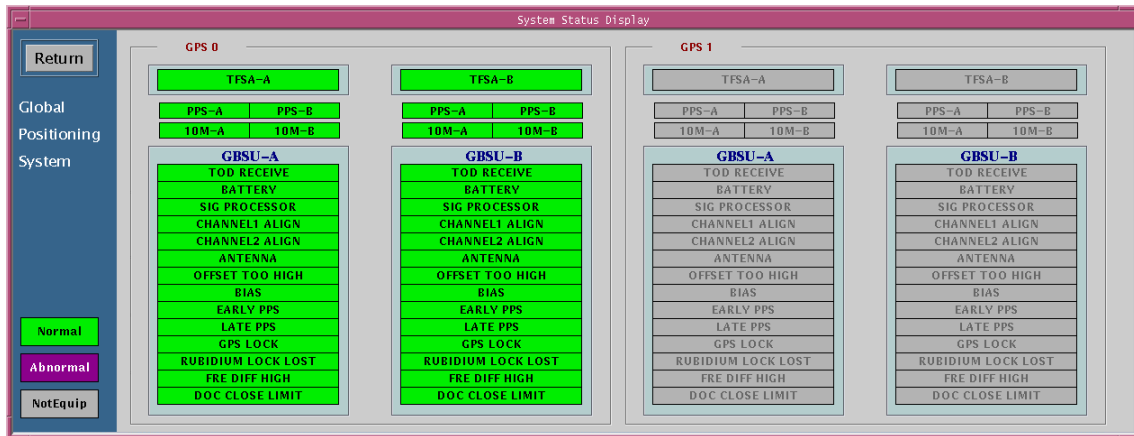 System Status Display
Return
Global
Positioning
System
Normal
Abnormal
NotEquip
GPS 0
TFSA-A
PPS-A PPS-B
10M-A 10M-B
GBSU-A
TOD RECEIVE
BATTERY
SIG PROCESSOR
CHANNEL1 ALIGN
CHANNEL2 ALIGN
ANTENNA
OFFSET TOO HIGH
BIAS
EARLY PPS
LATE PPS
GPS LOCK
RUBIDIUM LOCK LOST
FRE DIFF HIGH
DOC CLOSE LIMIT
TFSA-B
PPS-A PPS-B
10M-A 10M-B
GBSU-B
TOD RECEIVE
BATTERY
SIG PROCESSOR
CHANNEL1 ALIGN
CHANNEL2 ALIGN
ANTENNA
OFFSET TOO HIGH
BIAS
EARLY PPS
LATE PPS
GPS LOCK
RUBIDIUM LOCK LOST
FRE DIFF HIGH
DOC CLOSE LIMIT
GPS 1
TFSA-A
PPS-A PPS-B
10M-A 10M-B
GBSU-A
TOD RECEIVE
BATTERY
SIG PROCESSOR
CHANNEL1 ALIGN
CHANNEL2 ALIGN
ANTENNA
OFFSET TOO HIGH
BIAS
EARLY PPS
LATE PPS
GPS LOCK
RUBIDIUM LOCK LOST
FRE DIFF HIGH
DOC CLOSE LIMIT
TFSA-B
PPS-A PPS-B
10M-A 10M-B
GBSU-B
TOD RECEIVE
BATTERY
SIG PROCESSOR
CHANNEL1 ALIGN
CHANNEL2 ALIGN
ANTENNA
OFFSET TOO HIGH
BIAS
EARLY PPS
LATE PPS
GPS LOCK
RUBIDIUM LOCK LOST
FRE DIFF HIGH
DOC CLOSE LIMIT